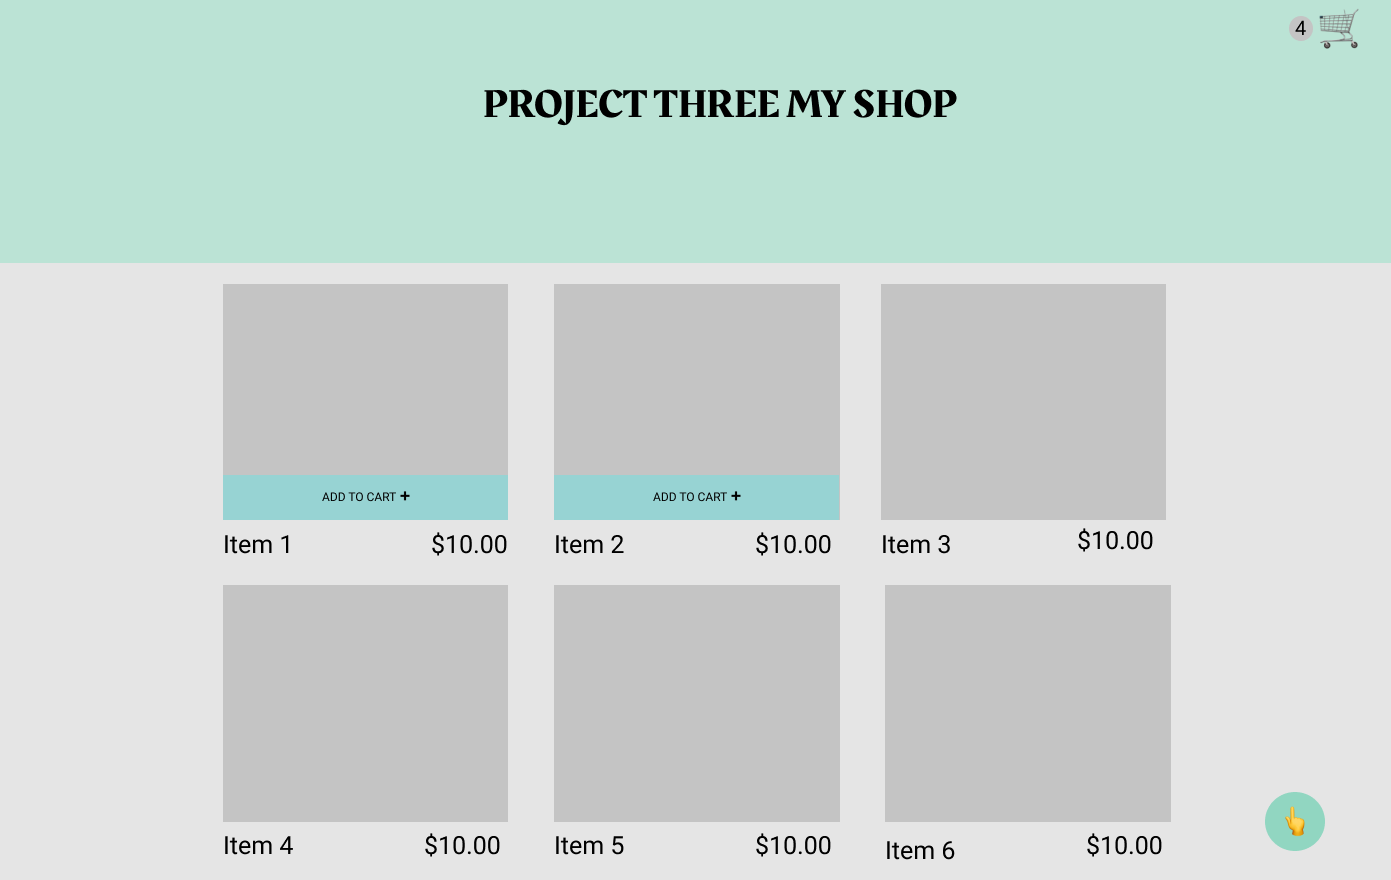 4
PROJECT THREE MY SHOP
ADD TO CART +
ADD TO CART +
Item 1 $10.00
Item 2 $10.00
Item 3 $10.00
Item 4 $10.00
Item 5 $10.00
Item 6 $10.00